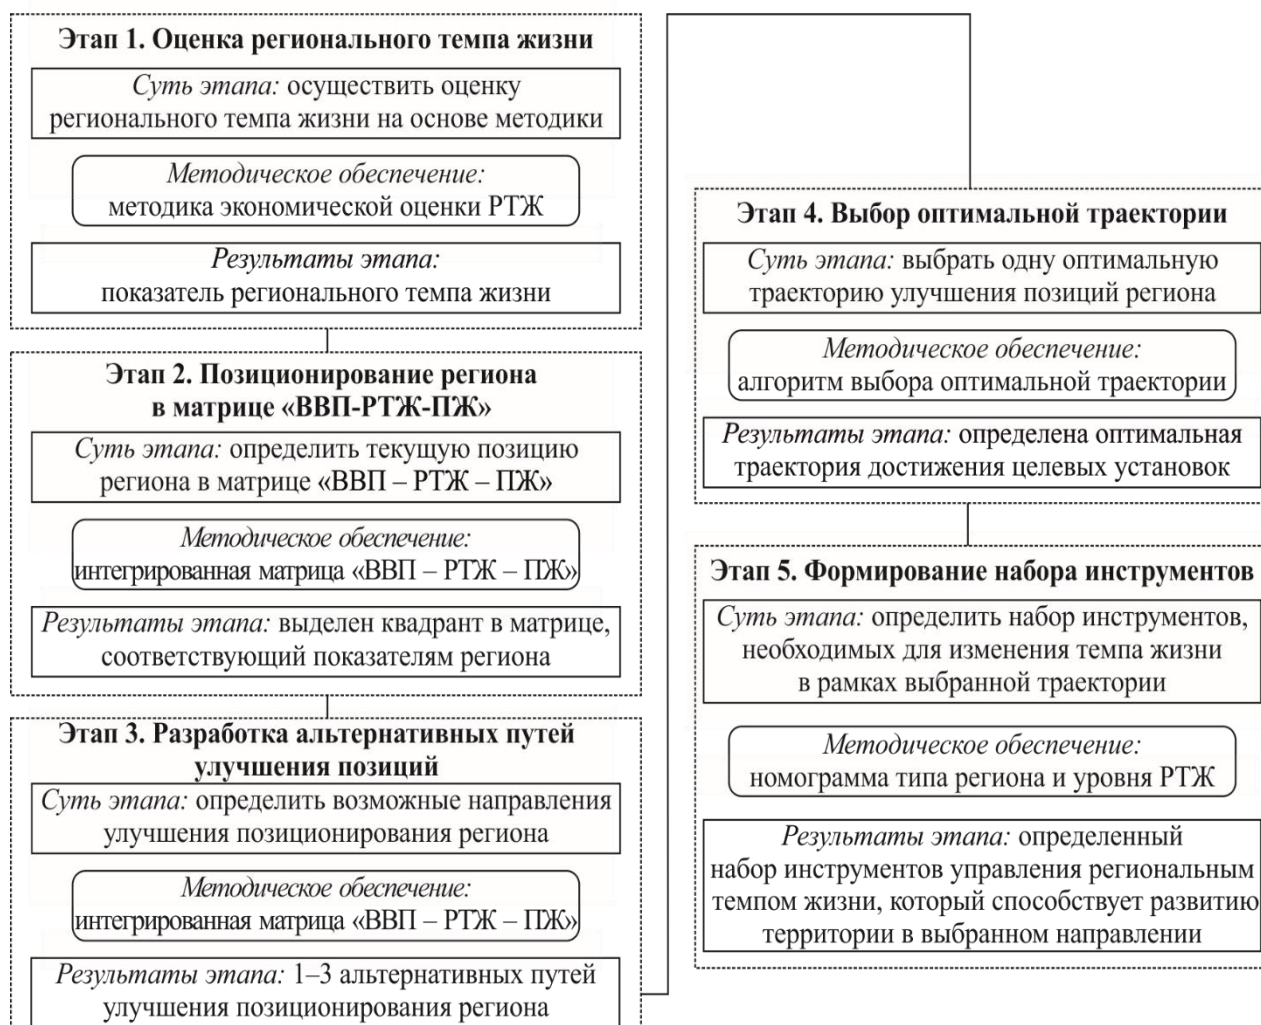 Этап 1. Оценка регионального темпа жизни
Суть этапа: осуществить оценку
регионального темпа жизни на основе методики
Методическое обеспечение:
методика экономической оценки РТЖ
Результаты этапа:
показатель регионального темпа жизни
Этап 2. Позиционирование региона
в матрице «ВВП-РТЖ-ПЖ»
Суть этапа: определить текущую позицию
региона в матрице «ВВП – РТЖ – ПЖ»
Методическое обеспечение:
интегрированная матрица «ВВП – РТЖ – ПЖ»
Результаты этапа: выделен квадрант в матрице,
соответствующий показателям региона
Этап 3. Разработка альтернативных путей
улучшения позиций
Суть этапа: определить возможные направления
улучшения позиционирования региона
Методическое обеспечение:
интегрированная матрица «ВВП – РТЖ – ПЖ»
Результаты этапа: 1–3 альтернативных путей
улучшения позиционирования региона
Этап 4. Выбор оптимальной траектории
Суть этапа: выбрать одну оптимальную
траекторию улучшения позиций региона
Методическое обеспечение:
алгоритм выбора оптимальной траектории
Результаты этапа: определена оптимальная
траектория достижения целевых установок
Этап 5. Формирование набора инструментов
Суть этапа: определить набор инструментов,
необходимых для изменения темпа жизни
в рамках выбранной траектории
Методическое обеспечение:
номограмма типа региона и уровня РТЖ
Результаты этапа: определенный
набор инструментов управления региональным
темпом жизни, который способствует развитию
территории в выбранном направлении